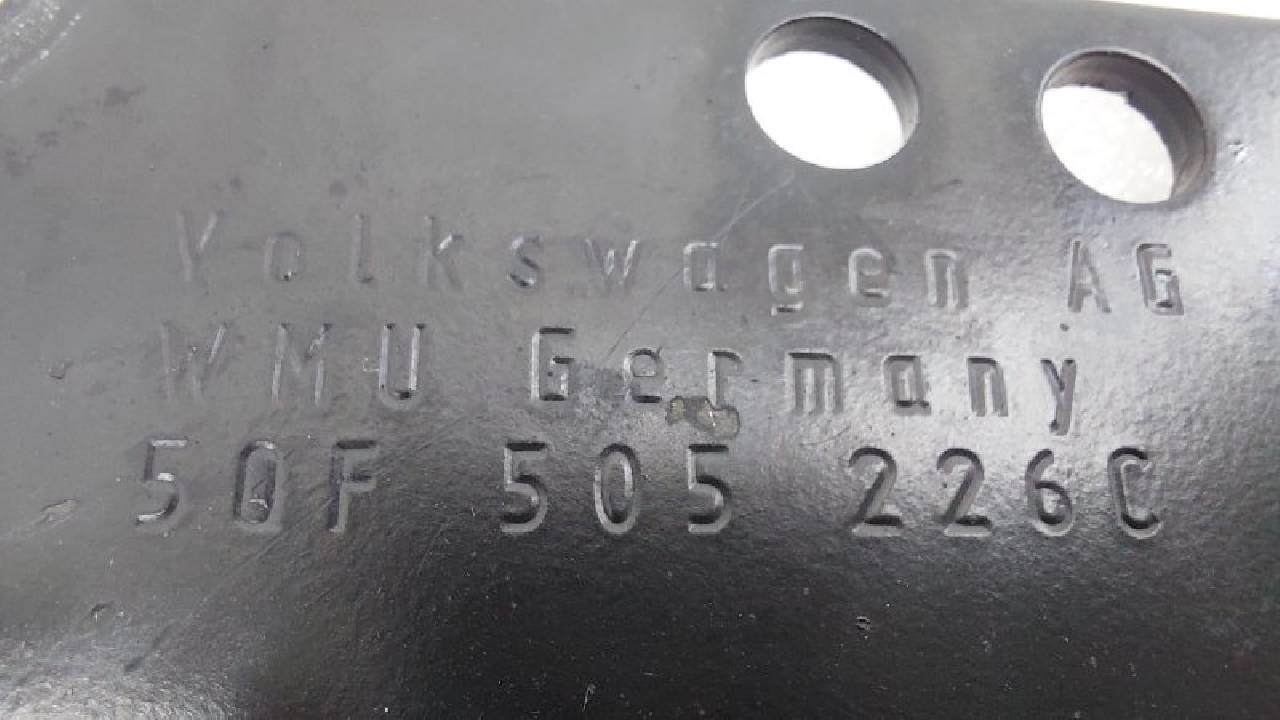 Volkswagen AG
WMU Germany
5QF 505 226C